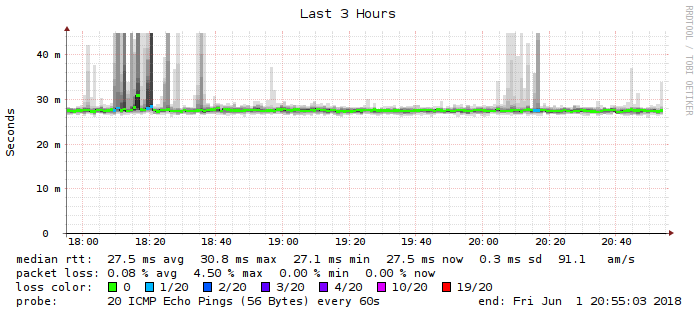 Last 3 Hours
RRDTOOL / TOBI OETIKER
Seconds
40 m
30 m
20 m
10 m
0
18:00 18:20 18:40 19:00 19:20 19:40 20:00 20:20 20:40
median rtt: 27.5 ms avg 30.8 ms max 27.1 ms min 27.5 ms now 0.3 ms sd 91.1 am/s
packet loss: 0.08 % avg 4.50 % max 0.00 % min 0.00 % now
loss color: 0 1/20 2/20 3/20 4/20 10/20 19/20
probe: 20 ICMP Echo Pings (56 Bytes) every 60s end: Fri Jun 1 20:55:03 2018